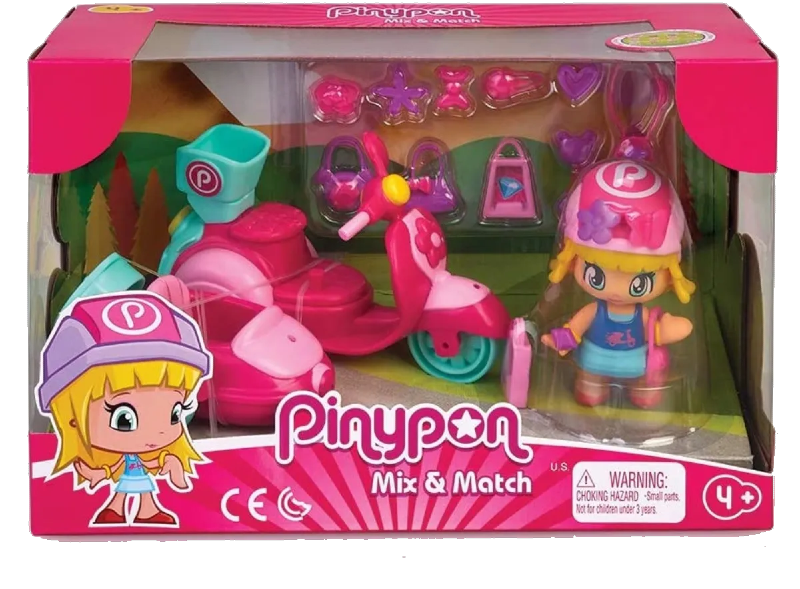 4+
Pinypon
Mix & Match
P
P
P
Pinypon
Mix & Match
U.S.
CE
WARNING:
CHOKING HAZARD -Small parts.
Not for children under 3 years.
4+